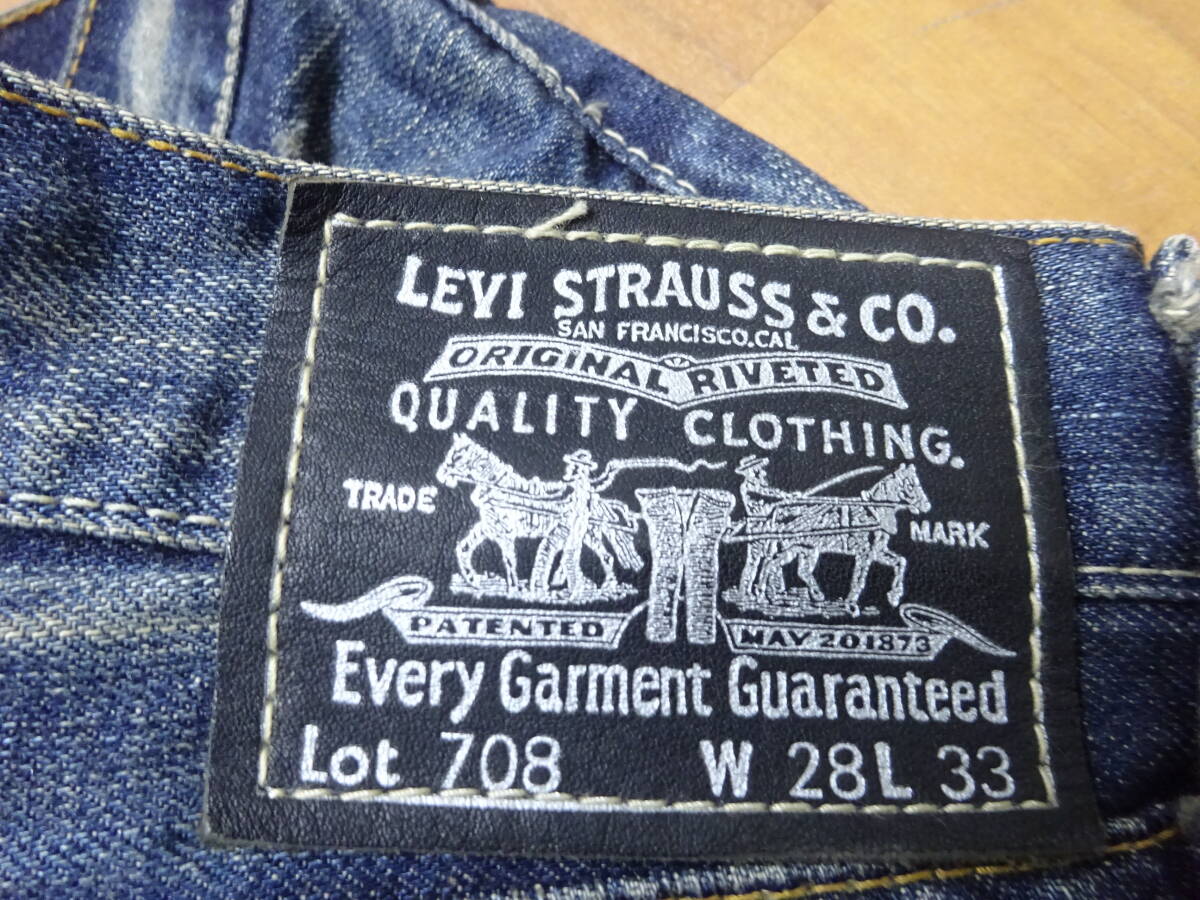 LEVI STRAUSS & CO.
SAN FRANCISCO.CAL
ORIGINAL RIVETED
QUALITY CLOTHING.
TRADE MARK
PATENTED MAY 20 1873
Every Garment Guaranteed
Lot 708 W 28 L 33